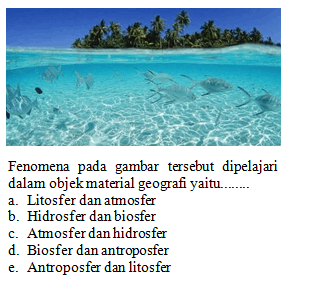 Fenomena pada gambar tersebut dipelajari
dalam objek material geografi yaitu........
a. Litosfer dan atmosfer
b. Hidrosfer dan biosfer
c. Atmosfer dan hidrosfer
d. Biosfer dan antroposfer
e. Antroposfer dan litosfer